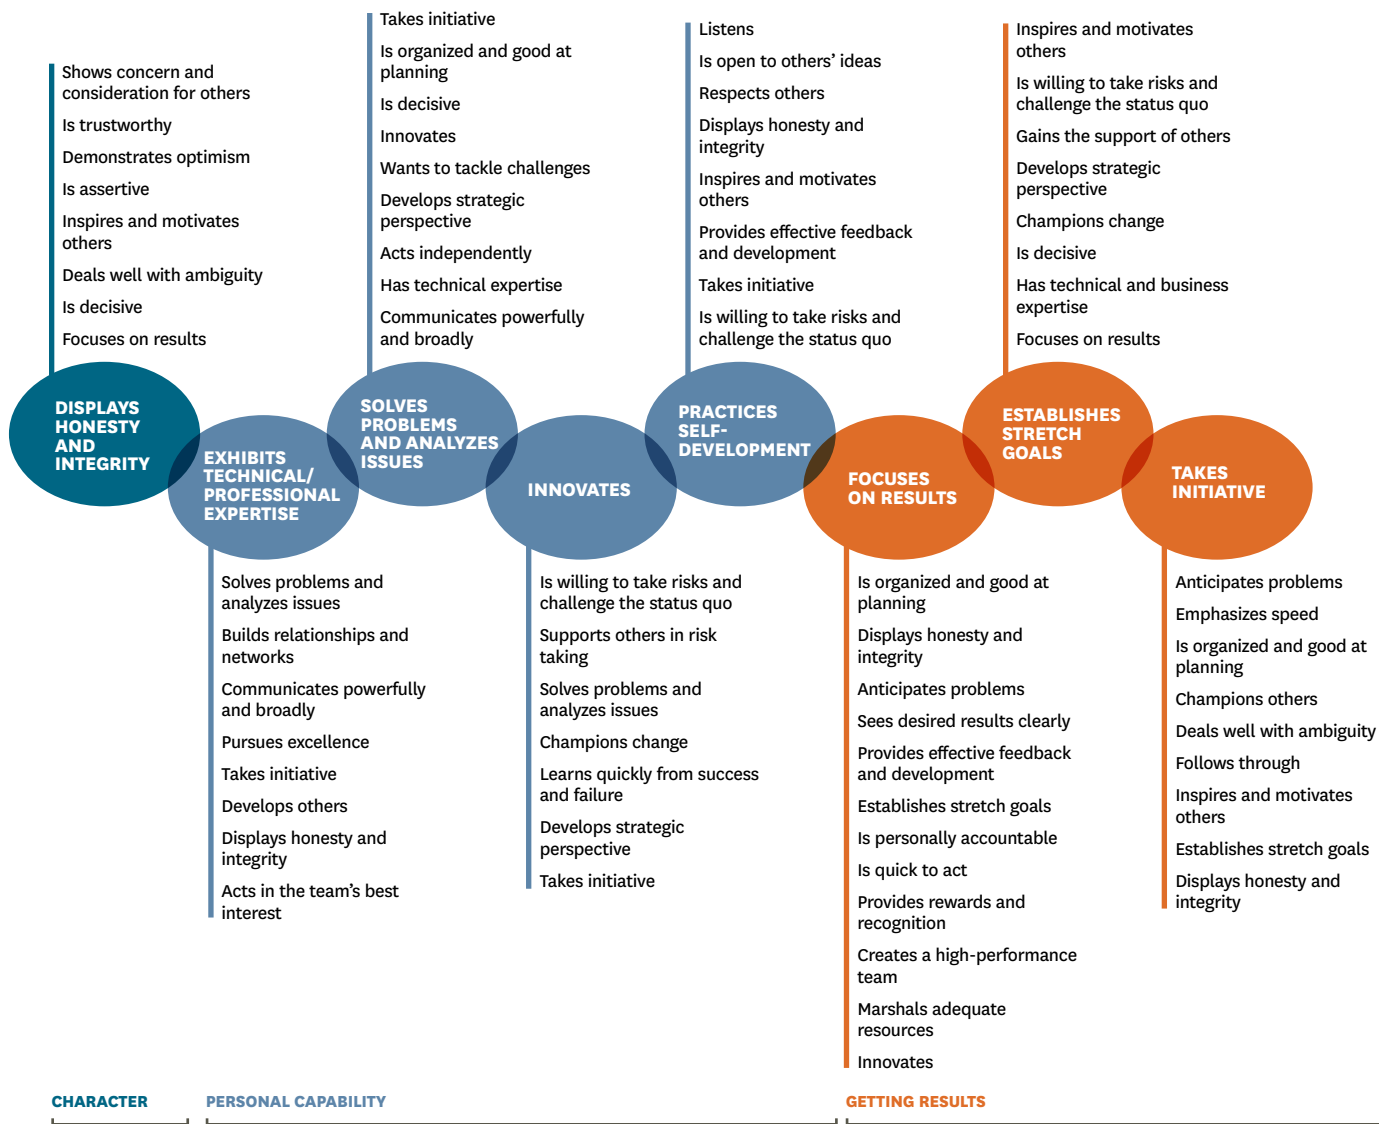 Shows concern and
consideration for others
Is trustworthy
Demonstrates optimism
Is assertive
Inspires and motivates
others
Deals well with ambiguity
Is decisive
Focuses on results
DISPLAYS
HONESTY
AND
INTEGRITY
EXHIBITS
TECHNICAL/
PROFESSIONAL
EXPERTISE
Solves problems and
analyzes issues
Builds relationships and
networks
Communicates powerfully
and broadly
Pursues excellence
Takes initiative
Develops others
Displays honesty and
integrity
Acts in the team’s best
interest
Takes initiative
Is organized and good at
planning
Is decisive
Innovates
Wants to tackle challenges
Develops strategic
perspective
Acts independently
Has technical expertise
Communicates powerfully
and broadly
SOLVES
PROBLEMS
AND ANALYZES
ISSUES
INNOVATES
Is willing to take risks and
challenge the status quo
Supports others in risk
taking
Solves problems and
analyzes issues
Champions change
Learns quickly from success
and failure
Develops strategic
perspective
Takes initiative
Listens
Is open to others’ ideas
Respects others
Displays honesty and
integrity
Inspires and motivates
others
Provides effective feedback
and development
Takes initiative
Is willing to take risks and
challenge the status quo
PRACTICES
SELF-
DEVELOPMENT
FOCUSES
ON RESULTS
Is organized and good at
planning
Displays honesty and
integrity
Anticipates problems
Sees desired results clearly
Provides effective feedback
and development
Establishes stretch goals
Is personally accountable
Is quick to act
Provides rewards and
recognition
Creates a high-performance
team
Marshals adequate
resources
Innovates
Inspires and motivates
others
Is willing to take risks and
challenge the status quo
Gains the support of others
Develops strategic
perspective
Champions change
Is decisive
Has technical and business
expertise
Focuses on results
ESTABLISHES
STRETCH
GOALS
TAKES
INITIATIVE
Anticipates problems
Emphasizes speed
Is organized and good at
planning
Champions others
Deals well with ambiguity
Follows through
Inspires and motivates
others
Establishes stretch goals
Displays honesty and
integrity
CHARACTER
PERSONAL CAPABILITY
GETTING RESULTS